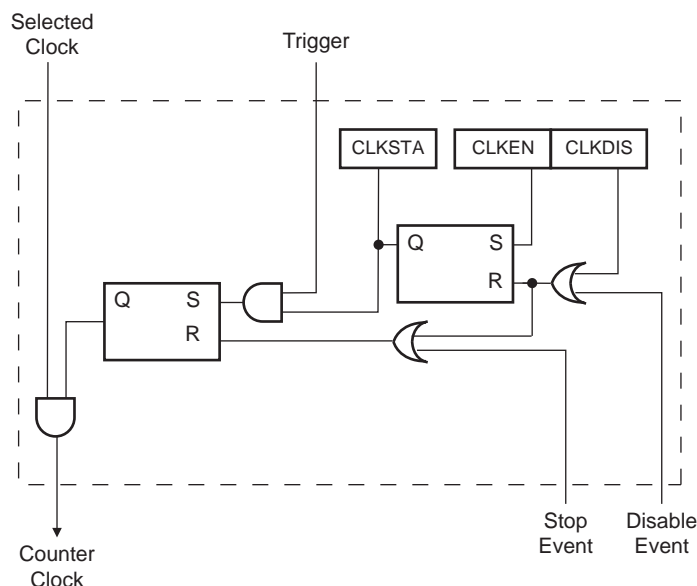 Selected
Clock
Trigger
CLKSTA
CLKEN
CLKDIS
Q
S
R
Q
S
R
Counter
Clock
Stop
Event
Disable
Event